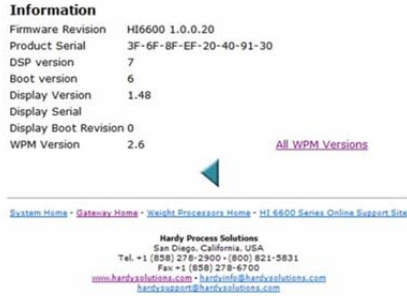 Information
Firmware Revision HI6600 1.0.0.20
Product Serial 3F-6F-8F-EF-20-40-91-30
DSP version 7
Boot version 6
Display Version 1.48
Display Serial
Display Boot Revision 0
WPM Version 2.6 All WPM Versions
System Home - Gateway Home - Weight Processors Home - HI 6600 Series Online Support Site
Hardy Process Solutions
San Diego, California, USA
Tel. +1 (858) 278-2900 - (800) 821-5831
Fax +1 (858) 278-6700
www.hardysolutions.com - hardyinfo@hardysolutions.com
hardysupport@hardysolutions.com